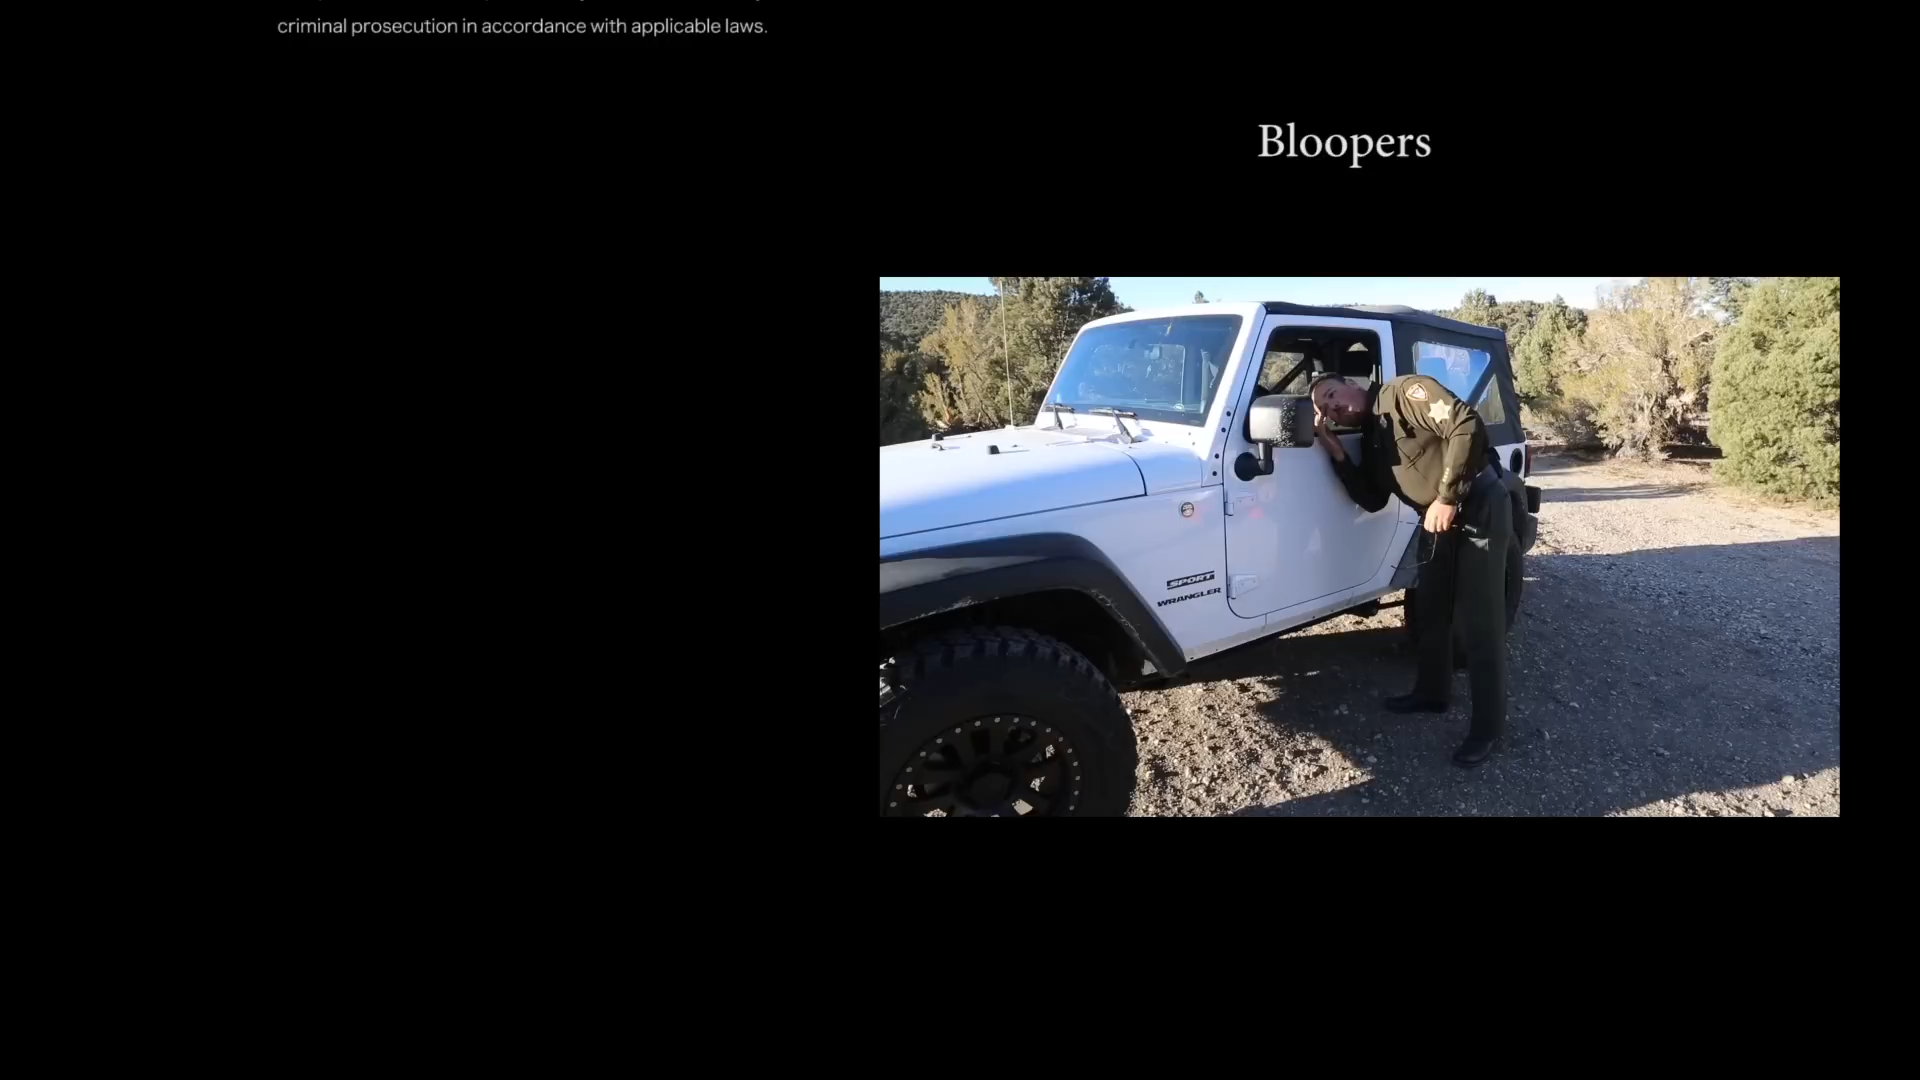 criminal prosecution in accordance with applicable laws.
Bloopers
SPORT
WRANGLER